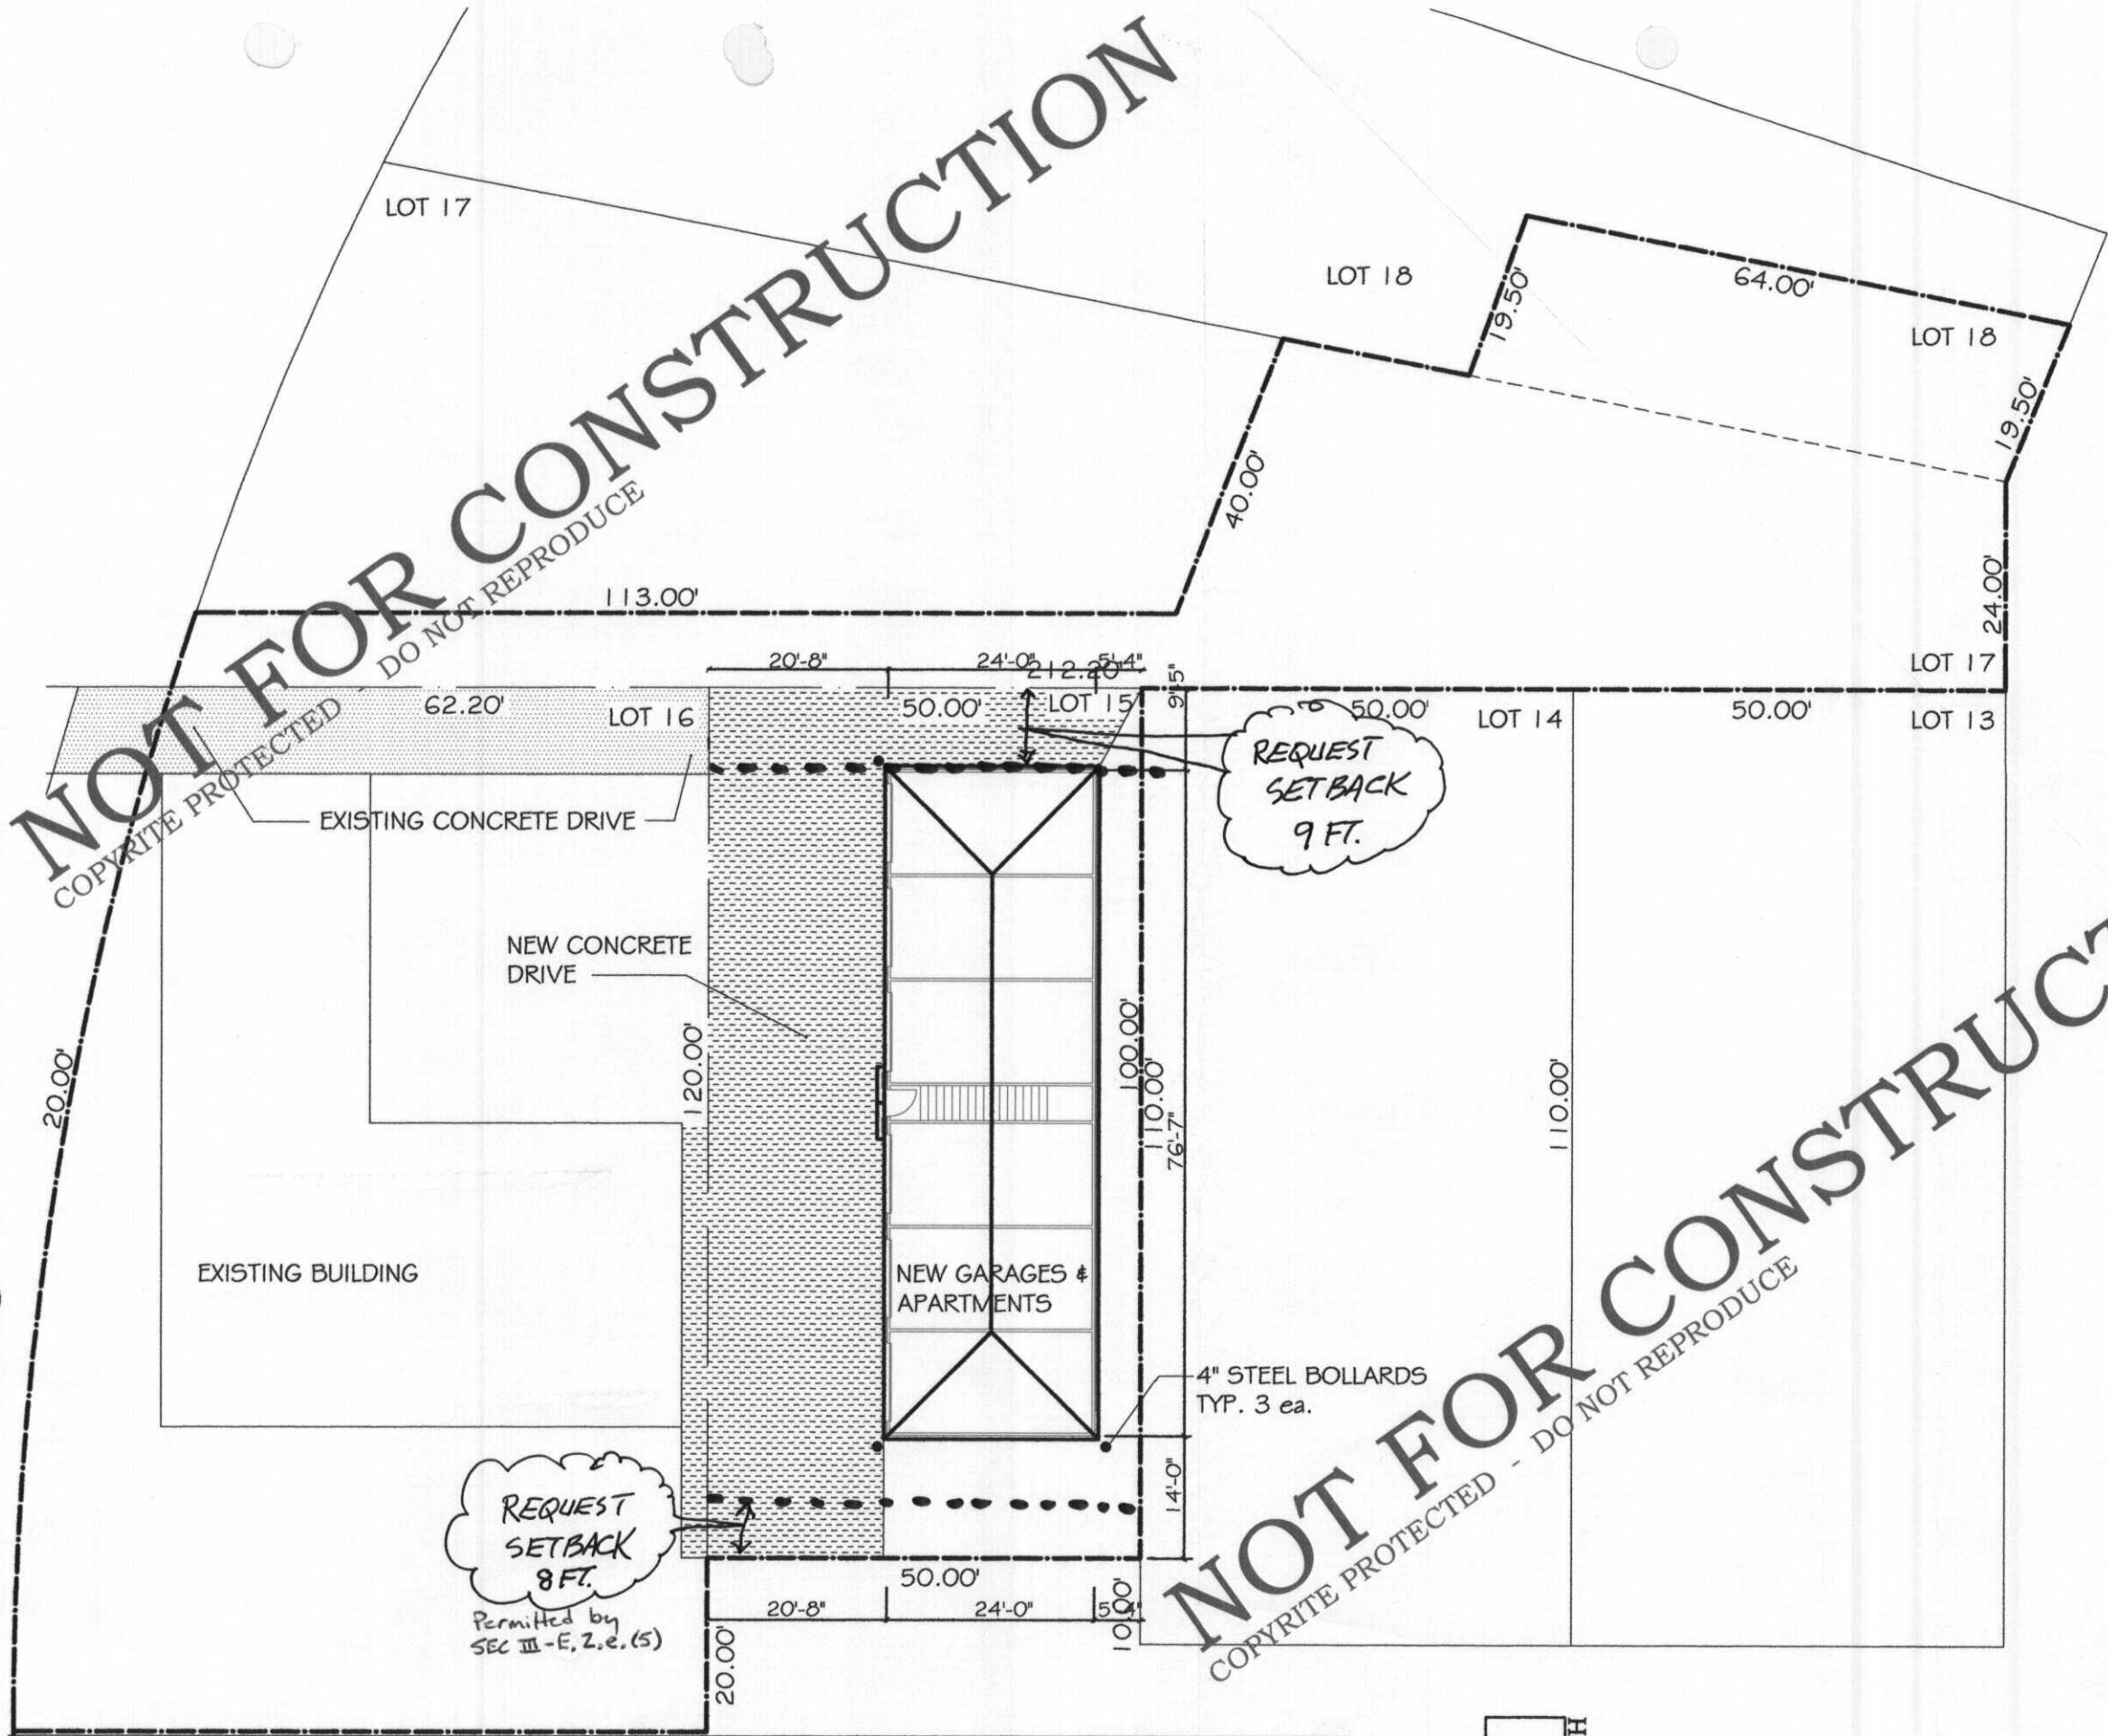 LOT 17
LOT 18
19.50'
64.00'
LOT 18
19.50'
40.00'
24.00'
NOT FOR CONSTRUCTION
COPYRITE PROTECTED - DO NOT REPRODUCE
113.00'
20'-8"
24'-0"
212.20'
5'-4"
9'-5"
LOT 17
62.20'
LOT 16
50.00'
LOT 15
50.00'
LOT 14
50.00'
LOT 13
REQUEST
SETBACK
9 FT.
EXISTING CONCRETE DRIVE
NEW CONCRETE
DRIVE
20.00'
120.00'
100.00'
110.00'
76'-7"
110.00'
EXISTING BUILDING
NEW GARAGES &
APARTMENTS
4" STEEL BOLLARDS
TYP. 3 ea.
NOT FOR CONSTRUCT
COPYRITE PROTECTED - DO NOT REPRODUCE
14'-0"
REQUEST
SETBACK
8 FT.
Permitted by
SEC III-E.2.e.(5)
50.00'
20'-8"
24'-0"
5'-4"
10.00'
20.00'
H